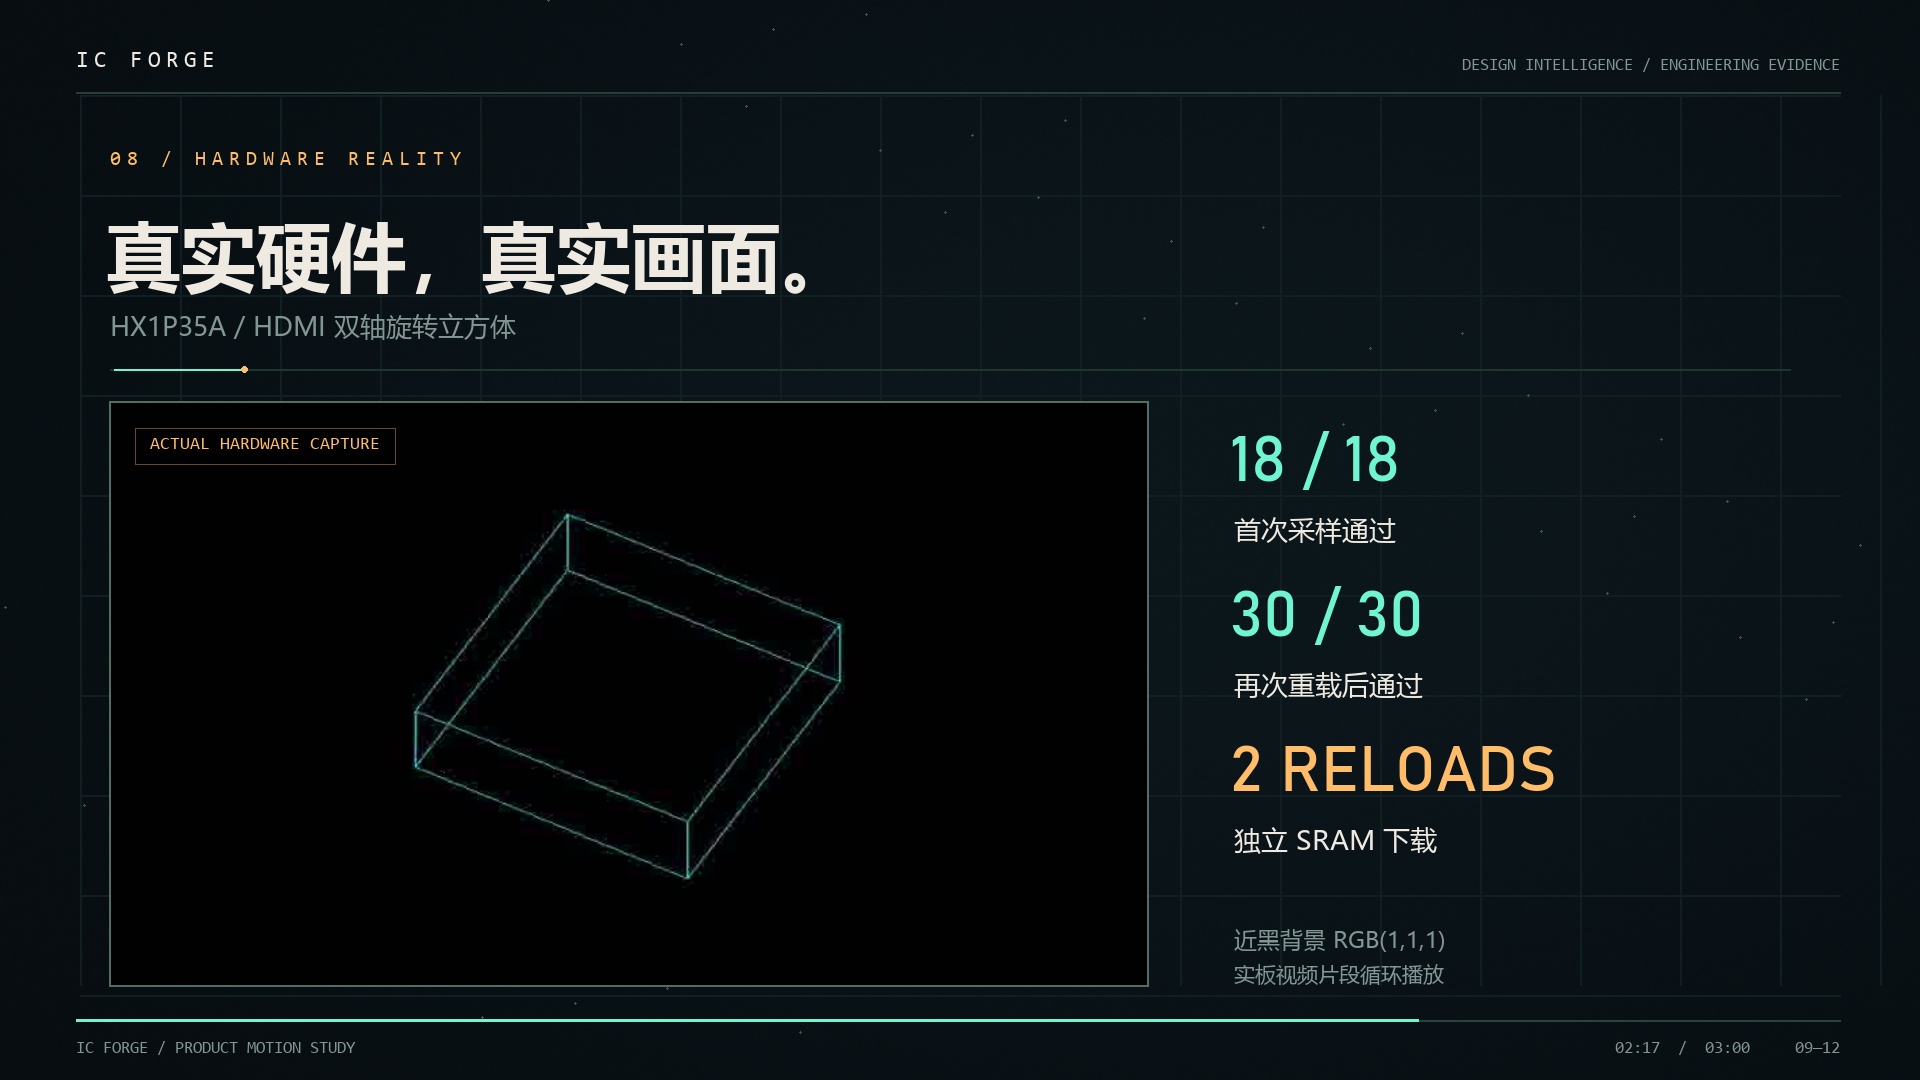 IC FORGE
DESIGN INTELLIGENCE / ENGINEERING EVIDENCE
08 / HARDWARE REALITY
真实硬件，真实画面。
HX1P35A / HDMI 双轴旋转立方体
ACTUAL HARDWARE CAPTURE
18 / 18
首次采样通过
30 / 30
再次重载后通过
2 RELOADS
独立 SRAM 下载
近黑背景 RGB(1,1,1)
实板视频片段循环播放
IC FORGE / PRODUCT MOTION STUDY
02:17 / 03:00 09—12